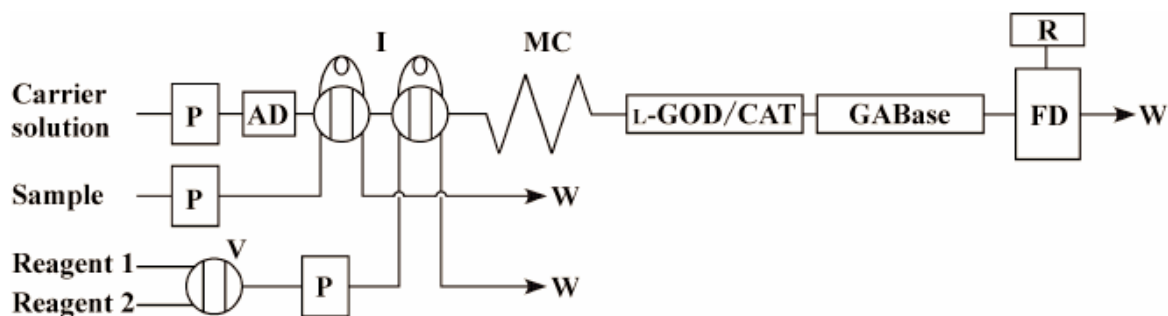 I
MC
R
Carrier
solution
P
AD
L-GOD/CAT
GABase
FD
W
Sample
P
W
V
Reagent 1
Reagent 2
P
W